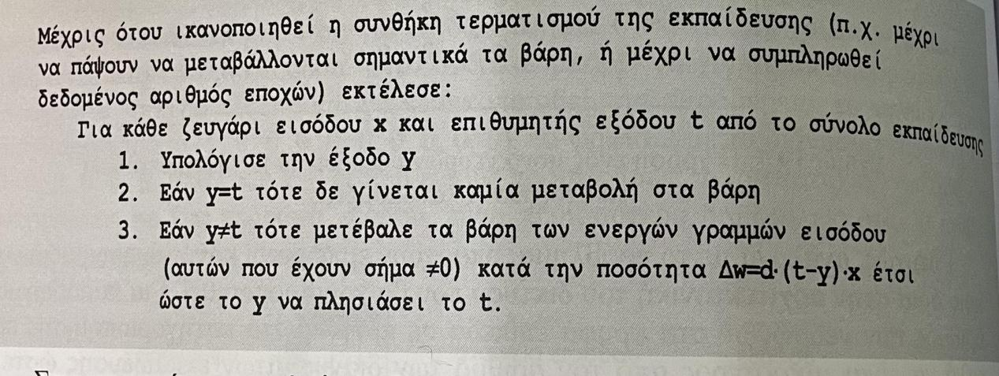 Μέχρις ότου ικανοποιηθεί η συνθήκη τερματισμού της εκπαίδευσης (π.χ. μέχρι
να πάψουν να μεταβάλλονται σημαντικά τα βάρη, ή μέχρι να συμπληρωθεί
δεδομένος αριθμός εποχών) εκτέλεσε:
Για κάθε ζευγάρι εισόδου x και επιθυμητής εξόδου t από το σύνολο εκπαίδευσης
1. Υπολόγισε την έξοδο y
2. Εάν y=t τότε δε γίνεται καμία μεταβολή στα βάρη
3. Εάν y≠t τότε μετέβαλε τα βάρη των ενεργών γραμμών εισόδου
(αυτών που έχουν σήμα ≠0) κατά την ποσότητα Δw=d·(t-y)·x έτσι
ώστε το y να πλησιάσει το t.